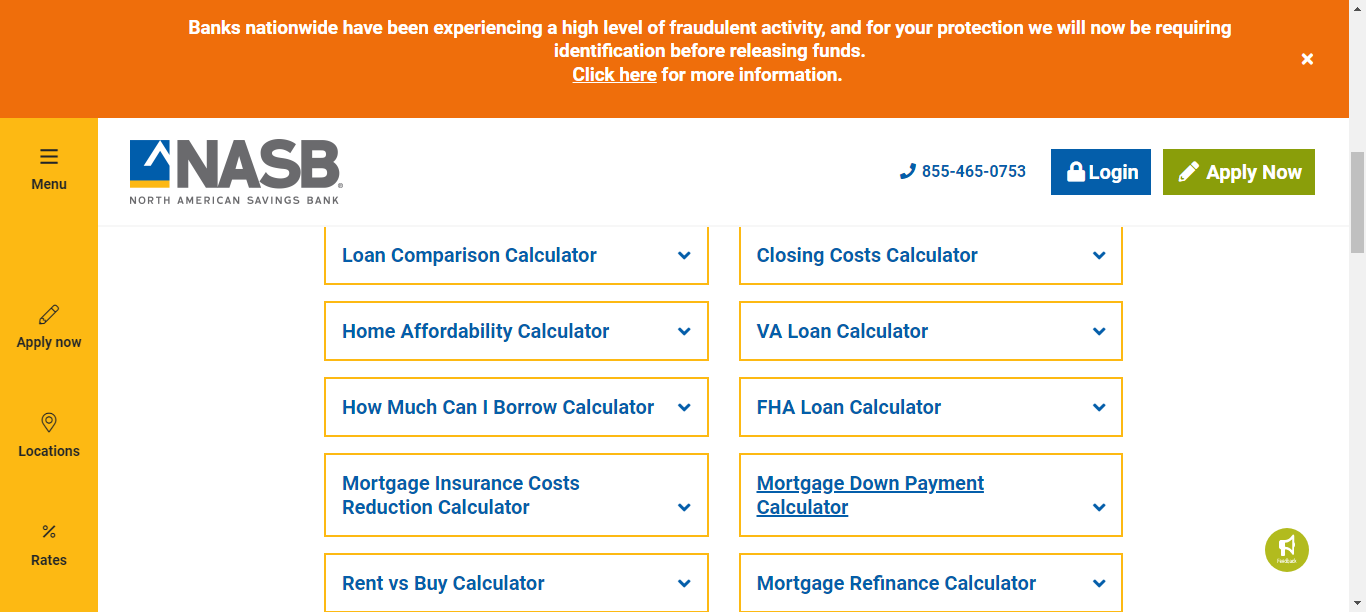 Banks nationwide have been experiencing a high level of fraudulent activity, and for your protection we will now be requiring
identification before releasing funds.
Click here for more information.
Menu
NASB
NORTH AMERICAN SAVINGS BANK
855-465-0753
Login
Apply Now
Loan Comparison Calculator
Closing Costs Calculator
Apply now
Home Affordability Calculator
VA Loan Calculator
Locations
How Much Can I Borrow Calculator
FHA Loan Calculator
Mortgage Insurance Costs
Reduction Calculator
Mortgage Down Payment
Calculator
Rates
Rent vs Buy Calculator
Mortgage Refinance Calculator
Feedback